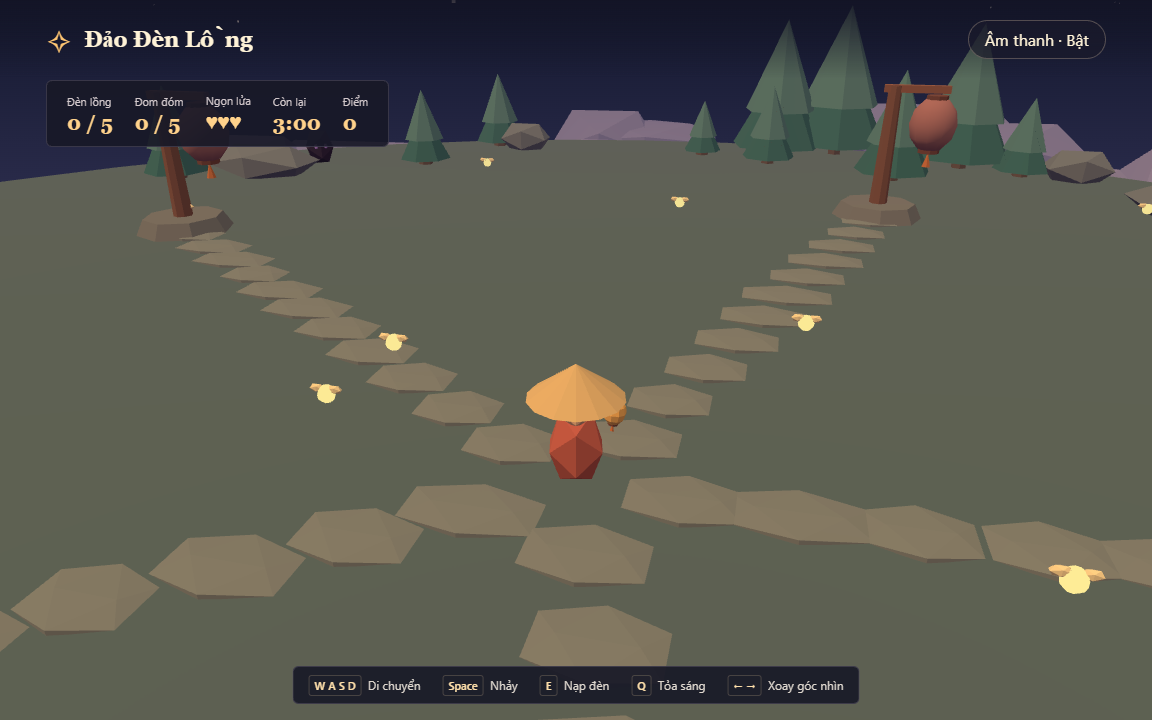 Đảo Đèn Lồng
Âm thanh · Bật
Đèn lồng Đom đóm Ngọn lửa Còn lại Điểm
0 / 5 0 / 5 ♥♥♥ 3:00 0
W A S D Di chuyển Space Nhảy E Nạp đèn Q Tỏa sáng ← → Xoay góc nhìn